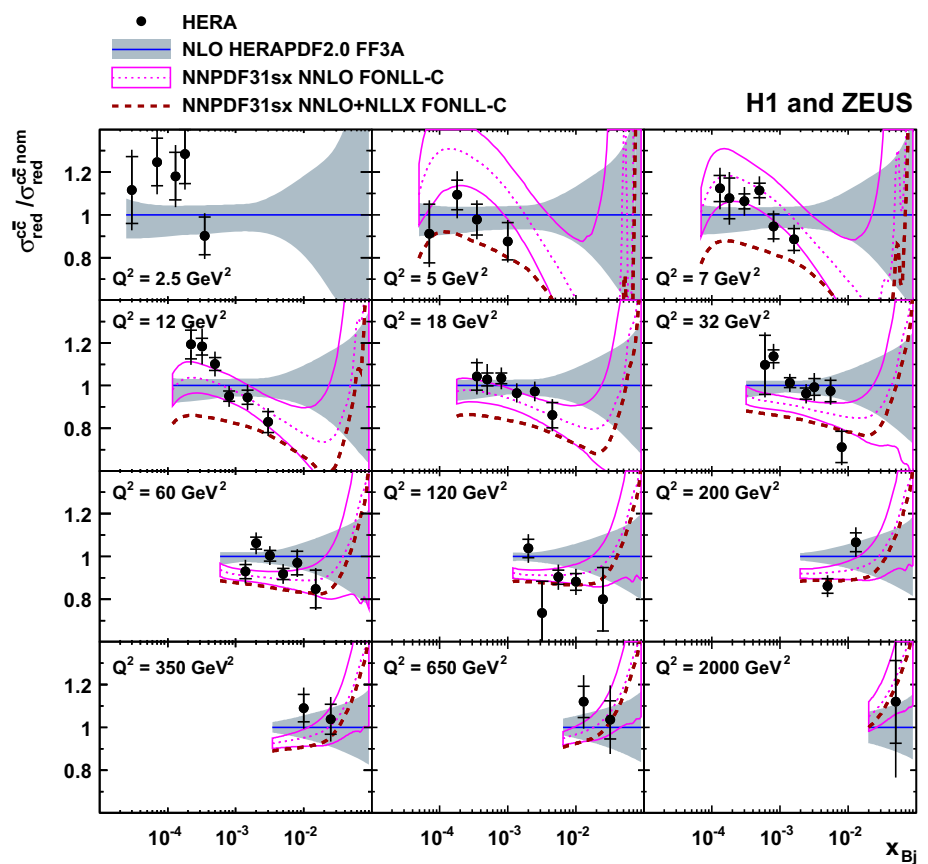 HERA
NLO HERAPDF2.0 FF3A
NNPDF31sx NNLO FONLL-C
NNPDF31sx NNLO+NLLX FONLL-C
H1 and ZEUS
σ_red^cc̄ / σ_red^cc̄ nom
1.2
1
0.8
Q² = 2.5 GeV²
Q² = 5 GeV²
Q² = 7 GeV²
1.2
1
0.8
Q² = 12 GeV²
Q² = 18 GeV²
Q² = 32 GeV²
1.2
1
0.8
Q² = 60 GeV²
Q² = 120 GeV²
Q² = 200 GeV²
1.2
1
0.8
Q² = 350 GeV²
Q² = 650 GeV²
Q² = 2000 GeV²
10⁻⁴ 10⁻³ 10⁻² 10⁻⁴ 10⁻³ 10⁻² 10⁻⁴ 10⁻³ 10⁻²
x_Bj